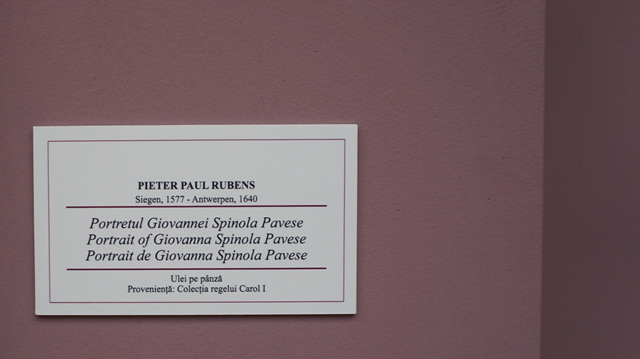 PIETER PAUL RUBENS
Siegen, 1577 - Antwerpen, 1640
Portretul Giovannei Spinola Pavese
Portrait of Giovanna Spinola Pavese
Portrait de Giovanna Spinola Pavese
Ulei pe pânză
Proveniență: Colecția regelui Carol I